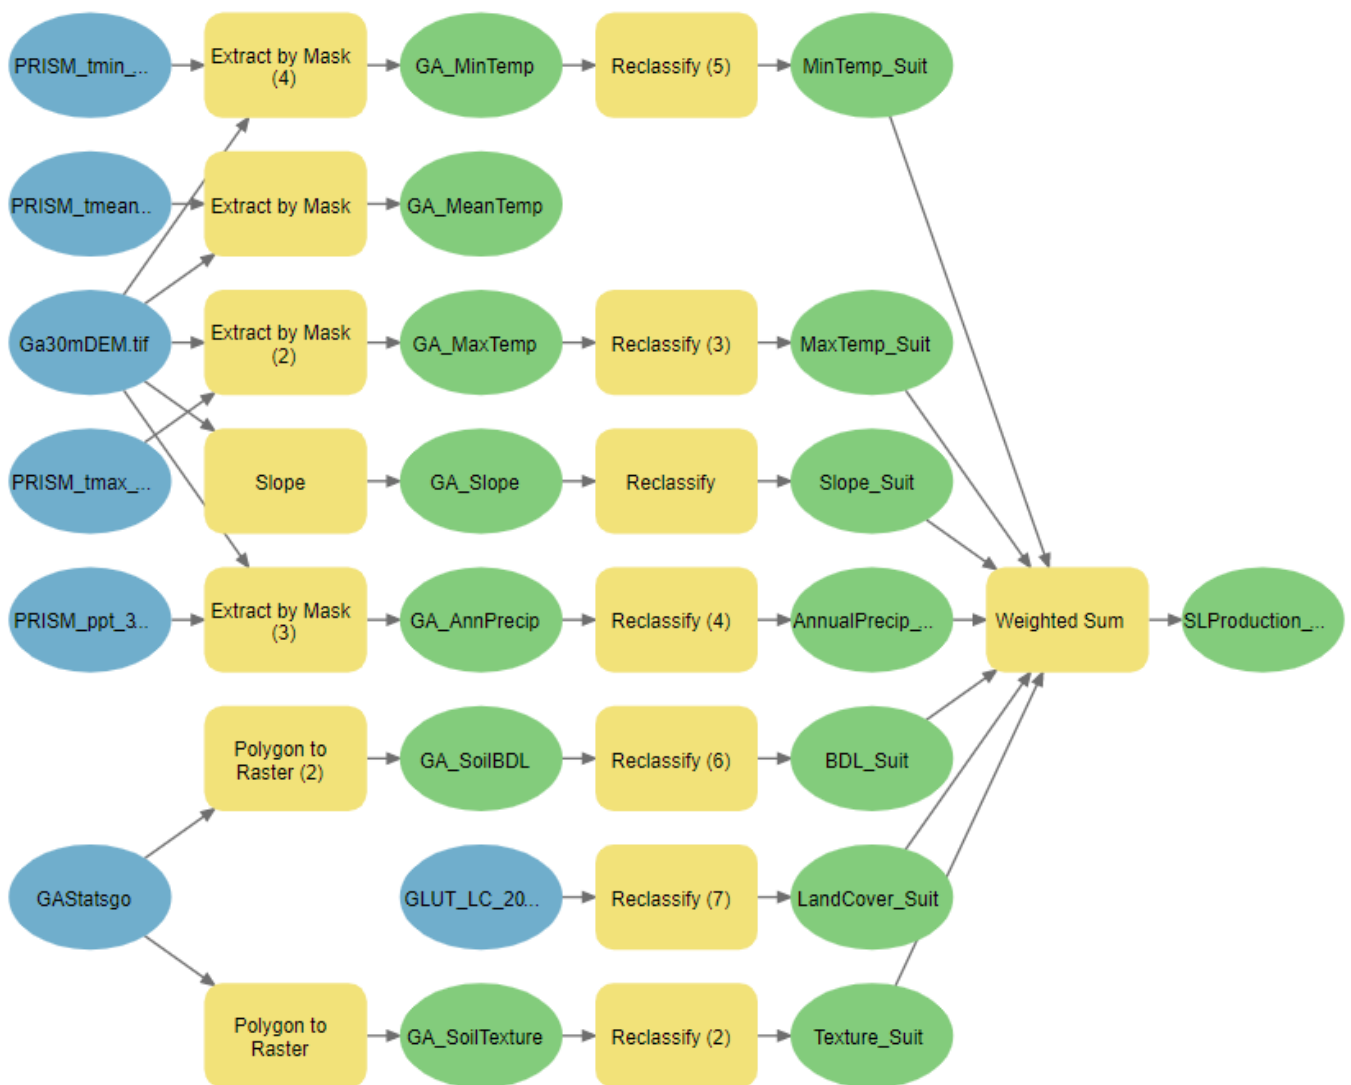 PRISM_tmin_...
Extract by Mask
(4)
GA_MinTemp
Reclassify (5)
MinTemp_Suit
PRISM_tmean...
Extract by Mask
GA_MeanTemp
Ga30mDEM.tif
Extract by Mask
(2)
GA_MaxTemp
Reclassify (3)
MaxTemp_Suit
PRISM_tmax_...
Slope
GA_Slope
Reclassify
Slope_Suit
PRISM_ppt_3...
Extract by Mask
(3)
GA_AnnPrecip
Reclassify (4)
AnnualPrecip_...
Weighted Sum
SLProduction_...
Polygon to
Raster (2)
GA_SoilBDL
Reclassify (6)
BDL_Suit
GAStatsgo
GLUT_LC_20...
Reclassify (7)
LandCover_Suit
Polygon to
Raster
GA_SoilTexture
Reclassify (2)
Texture_Suit